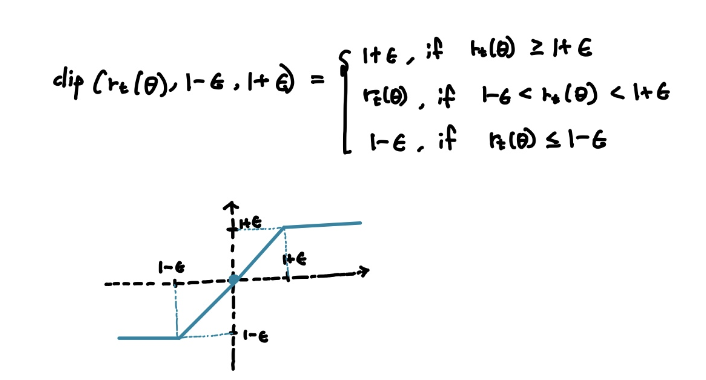 clip (rₜ(θ), 1-ϵ, 1+ϵ) = { 1+ϵ, if rₜ(θ) ≥ 1+ϵ
rₜ(θ), if 1-ϵ < rₜ(θ) < 1+ϵ
1-ϵ, if rₜ(θ) ≤ 1-ϵ
1+ϵ
1-ϵ
1+ϵ
1-ϵ